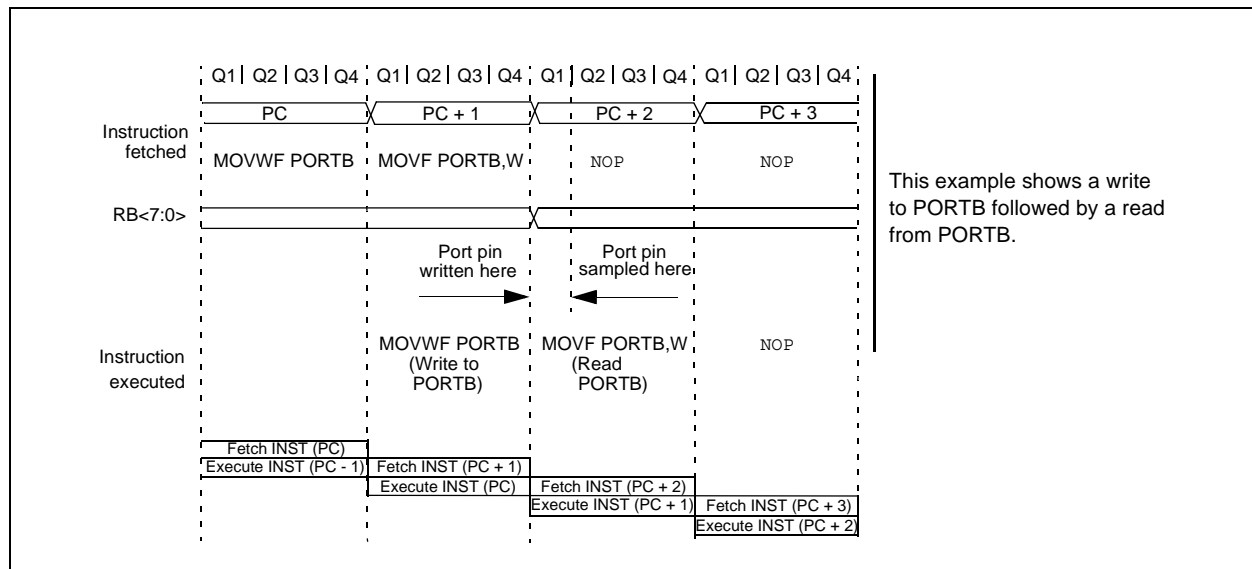 Q1 Q2 Q3 Q4 Q1 Q2 Q3 Q4 Q1 Q2 Q3 Q4 Q1 Q2 Q3 Q4
PC PC + 1 PC + 2 PC + 3
Instruction
fetched
MOVWF PORTB MOVF PORTB,W NOP NOP
RB<7:0>
This example shows a write
to PORTB followed by a read
from PORTB.
Port pin
written here
Port pin
sampled here
Instruction
executed
MOVWF PORTB
(Write to
PORTB)
MOVF PORTB,W
(Read
PORTB)
NOP
Fetch INST (PC)
Execute INST (PC - 1) Fetch INST (PC + 1)
Execute INST (PC) Fetch INST (PC + 2)
Execute INST (PC + 1) Fetch INST (PC + 3)
Execute INST (PC + 2)